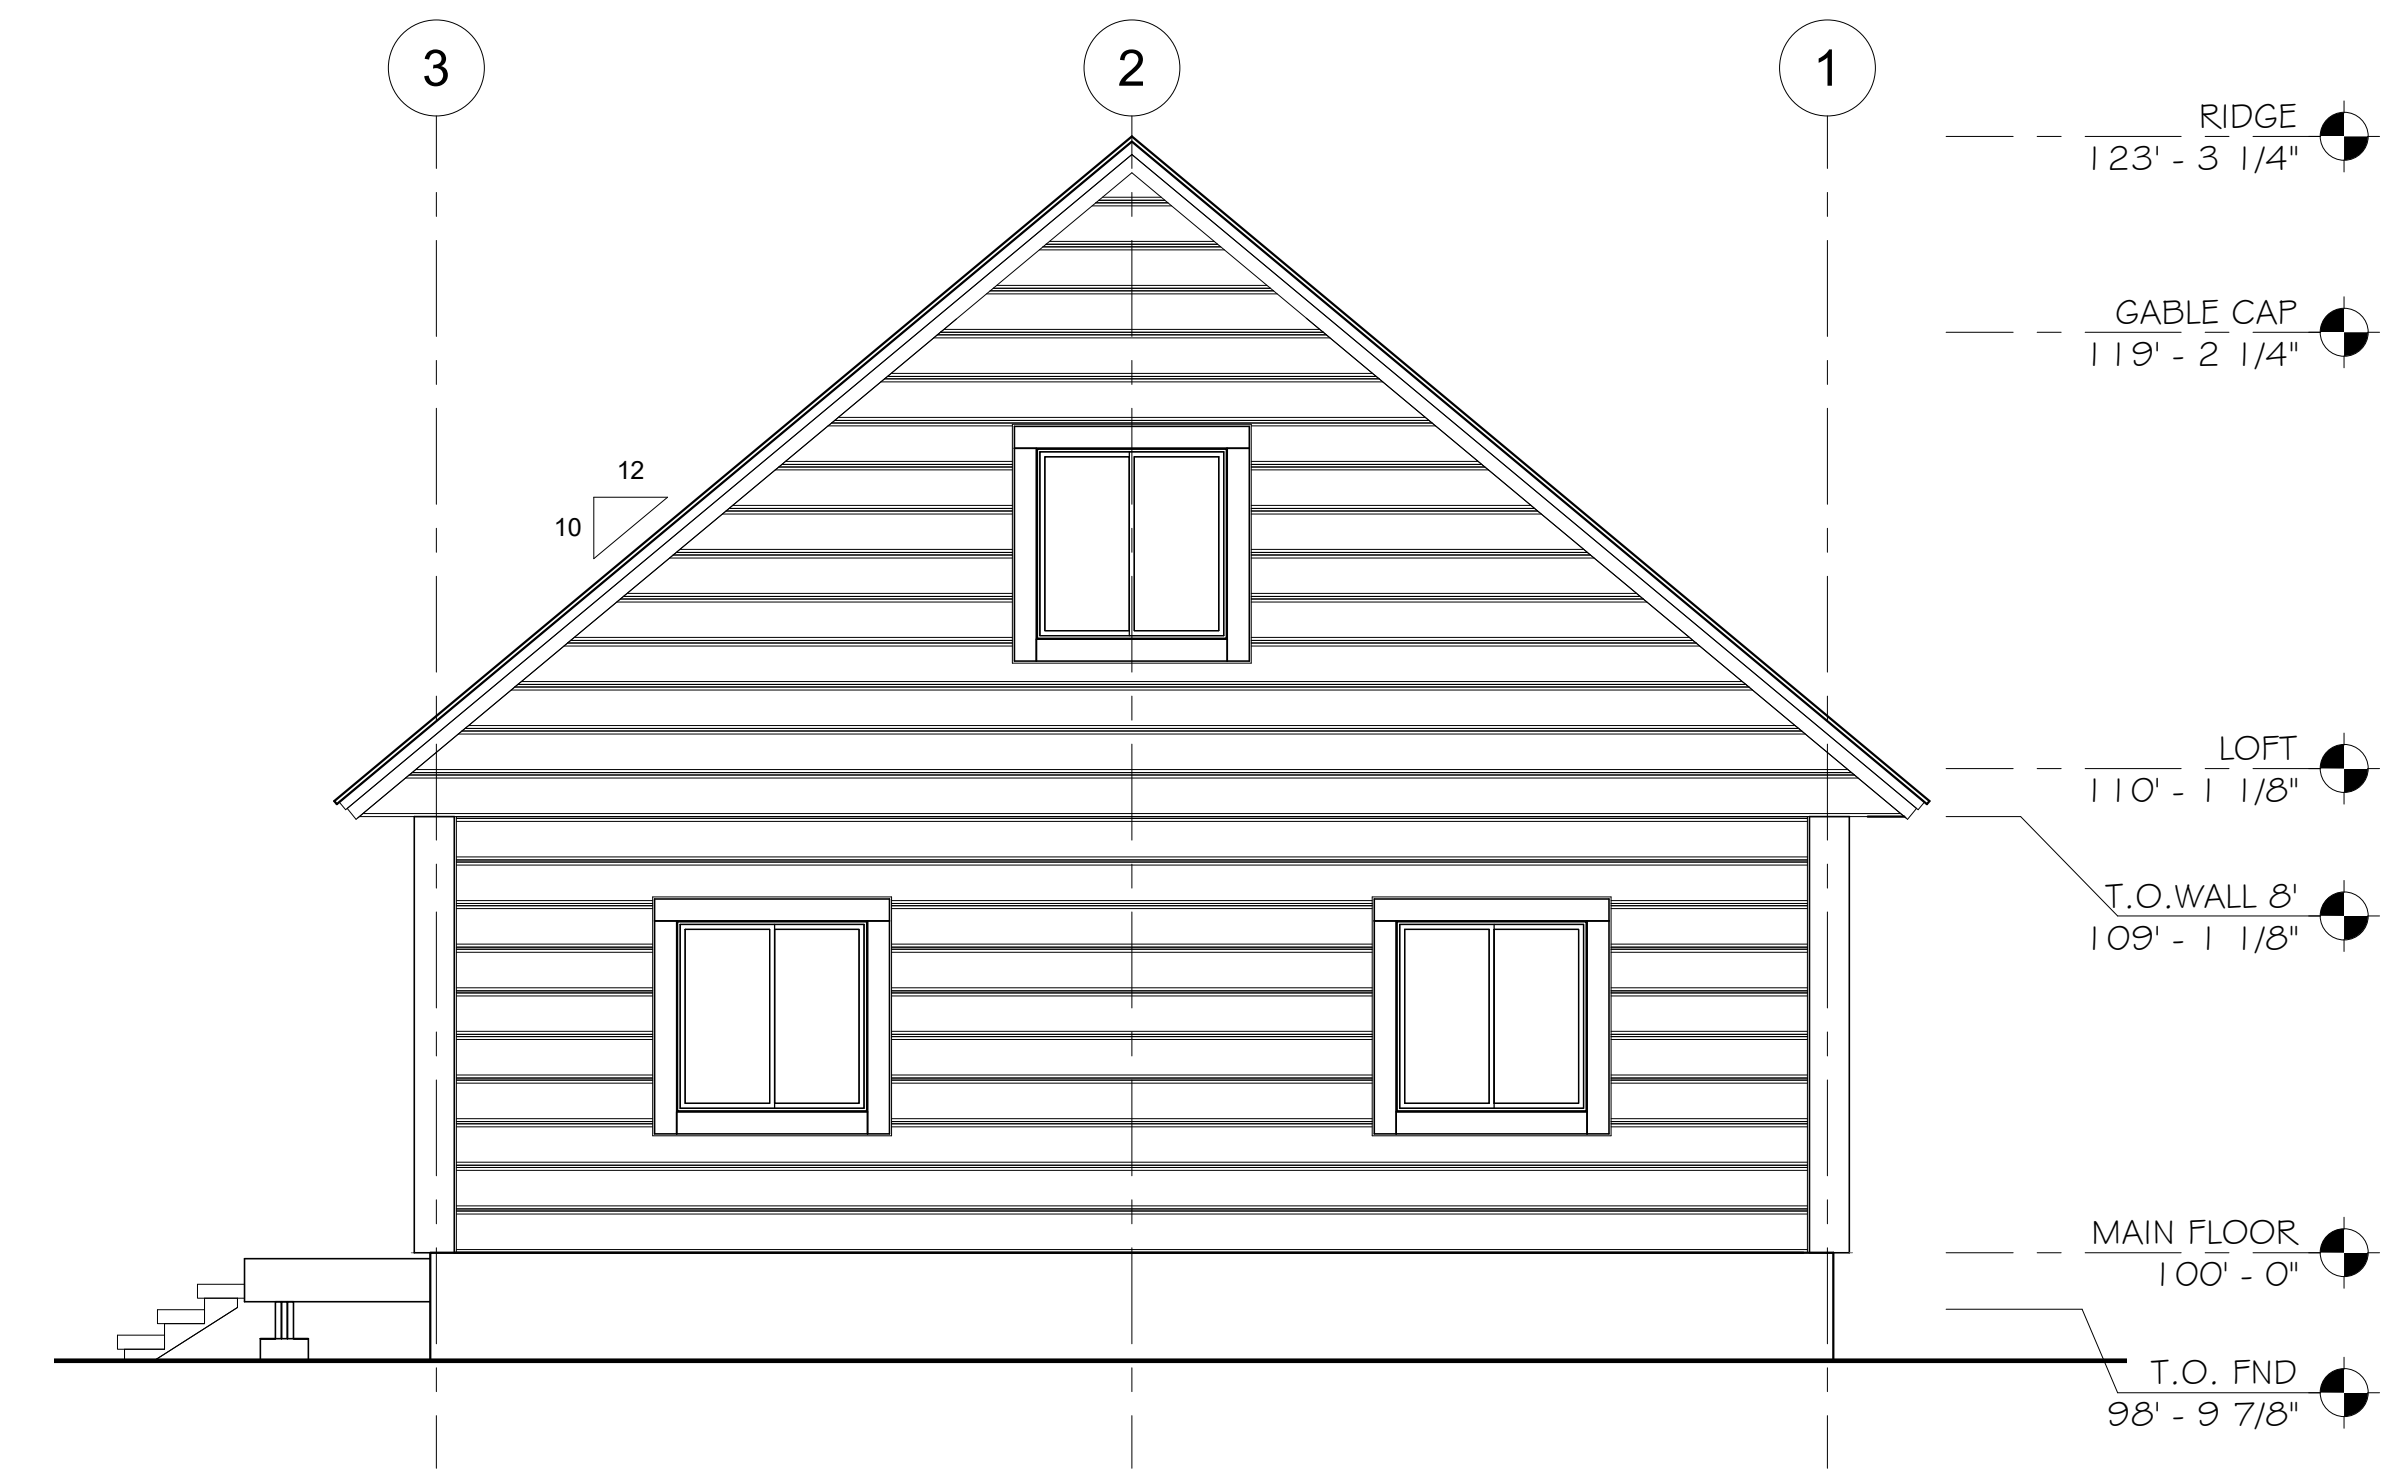 3
2
1
RIDGE
123' - 3 1/4"
GABLE CAP
119' - 2 1/4"
12
10
LOFT
110' - 1 1/8"
T.O.WALL 8'
109' - 1 1/8"
MAIN FLOOR
100' - 0"
T.O. FND
98' - 9 7/8"